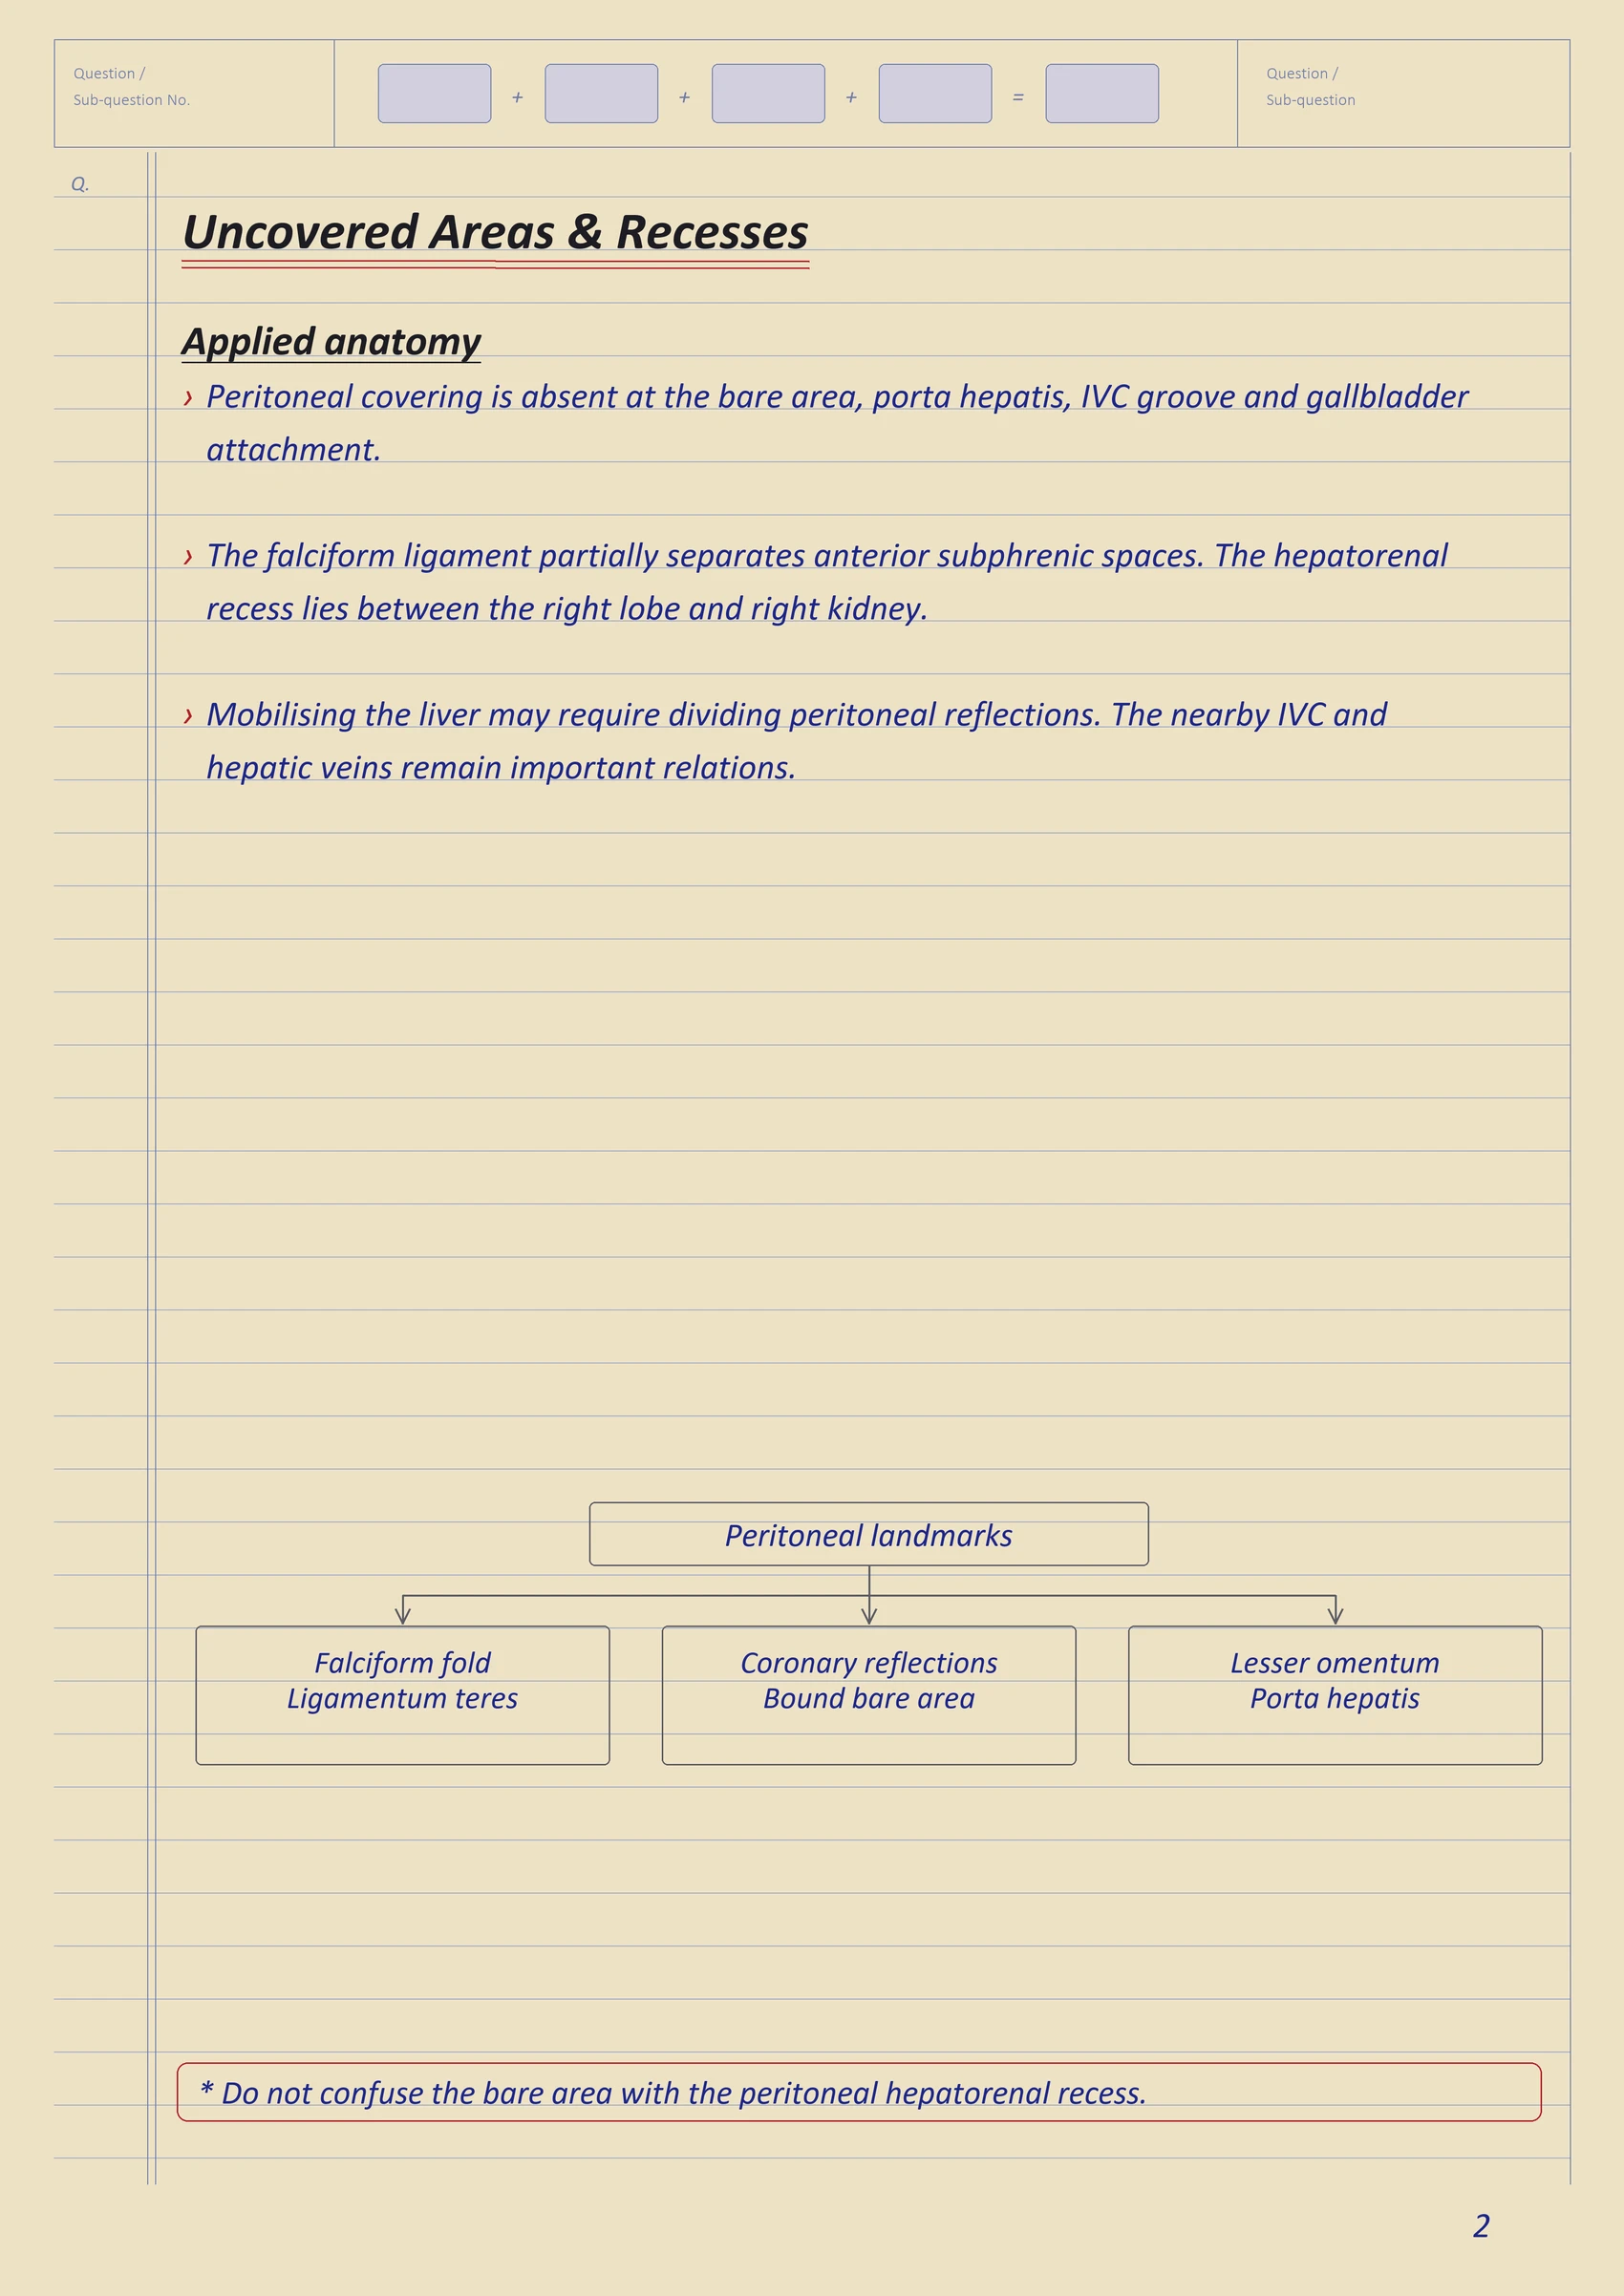 Question /
Sub-question No.
+ + + =
Question /
Sub-question
Q.
Uncovered Areas & Recesses
Applied anatomy
› Peritoneal covering is absent at the bare area, porta hepatis, IVC groove and gallbladder
attachment.
› The falciform ligament partially separates anterior subphrenic spaces. The hepatorenal
recess lies between the right lobe and right kidney.
› Mobilising the liver may require dividing peritoneal reflections. The nearby IVC and
hepatic veins remain important relations.
Peritoneal landmarks
Falciform fold
Ligamentum teres
Coronary reflections
Bound bare area
Lesser omentum
Porta hepatis
* Do not confuse the bare area with the peritoneal hepatorenal recess.
2